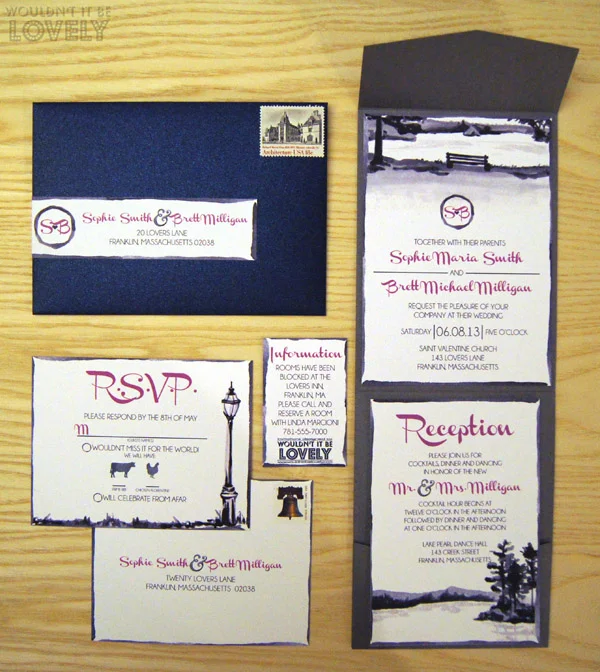 WOULDN'T IT BE
LOVELY
Architecture USA 18c
S·B
Sophie Smith & Brett Milligan
20 LOVERS LANE
FRANKLIN, MASSACHUSETTS 02038
S·B
TOGETHER WITH THEIR PARENTS
Sophie Maria Smith
AND
Brett Michael Milligan
REQUEST THE PLEASURE OF YOUR
COMPANY AT THEIR WEDDING
SATURDAY |06.08.13| FIVE O'CLOCK
SAINT VALENTINE CHURCH
143 LOVERS LANE
FRANKLIN, MASSACHUSETTS
R.S.V.P.
PLEASE RESPOND BY THE 8TH OF MAY
M
WOULDN'T MISS IT FOR THE WORLD!
WE WILL HAVE
WILL CELEBRATE FROM AFAR
Information
ROOMS HAVE BEEN
BLOCKED AT THE
LOVERS INN,
FRANKLIN, MA
PLEASE CALL AND
RESERVE A ROOM
WITH LINDA MARCIONI
781-555-7000
WOULDN'T IT BE
LOVELY
Sophie Smith & Brett Milligan
TWENTY LOVERS LANE
FRANKLIN, MASSACHUSETTS 02038
Reception
PLEASE JOIN US FOR
COCKTAILS, DINNER AND DANCING
IN HONOR OF THE NEW
Mr. & Mrs. Milligan
COCKTAIL HOUR BEGINS AT
TWELVE O'CLOCK IN THE AFTERNOON
FOLLOWED BY DINNER AND DANCING
AT ONE O'CLOCK IN THE AFTERNOON
LAKE PEARL DANCE HALL
143 CREEK STREET
FRANKLIN, MASSACHUSETTS